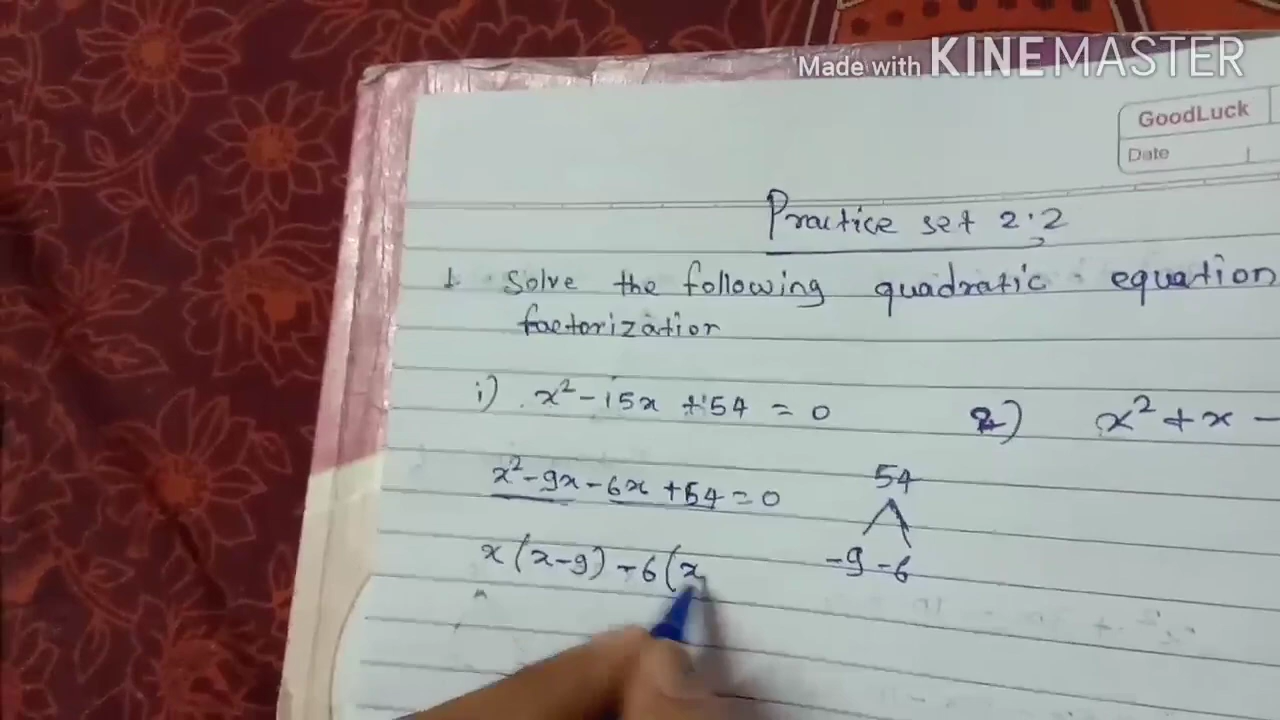 Made with KINEMASTER
GoodLuck
Date
Practice set 2.2
1. Solve the following quadratic equation
factorization
i) x² - 15x + 54 = 0
2) x² + x -
x² - 9x - 6x + 54 = 0
54
x(x-9) - 6(x
-9 -6